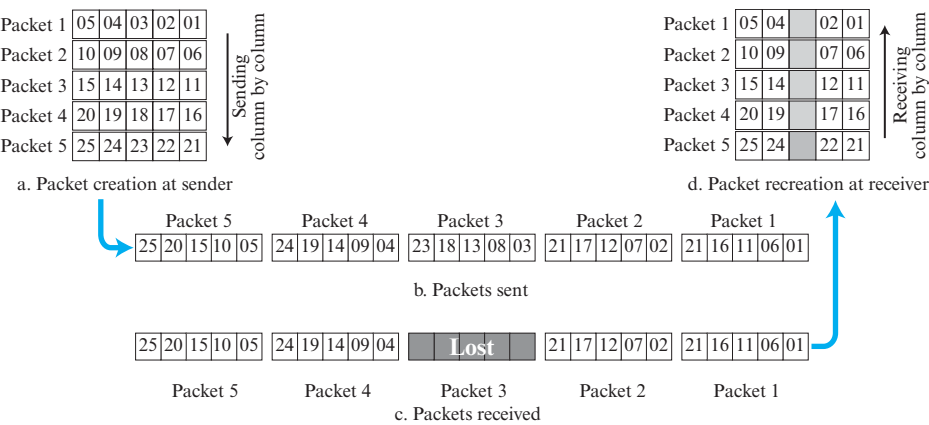 Packet 1 05 04 03 02 01
Packet 2 10 09 08 07 06
Packet 3 15 14 13 12 11
Packet 4 20 19 18 17 16
Packet 5 25 24 23 22 21
Sending
column by column
a. Packet creation at sender
Packet 1 05 04 02 01
Packet 2 10 09 07 06
Packet 3 15 14 12 11
Packet 4 20 19 17 16
Packet 5 25 24 22 21
Receiving
column by column
d. Packet recreation at receiver
Packet 5 Packet 4 Packet 3 Packet 2 Packet 1
25 20 15 10 05 24 19 14 09 04 23 18 13 08 03 21 17 12 07 02 21 16 11 06 01
b. Packets sent
25 20 15 10 05 24 19 14 09 04 Lost 21 17 12 07 02 21 16 11 06 01
Packet 5 Packet 4 Packet 3 Packet 2 Packet 1
c. Packets received